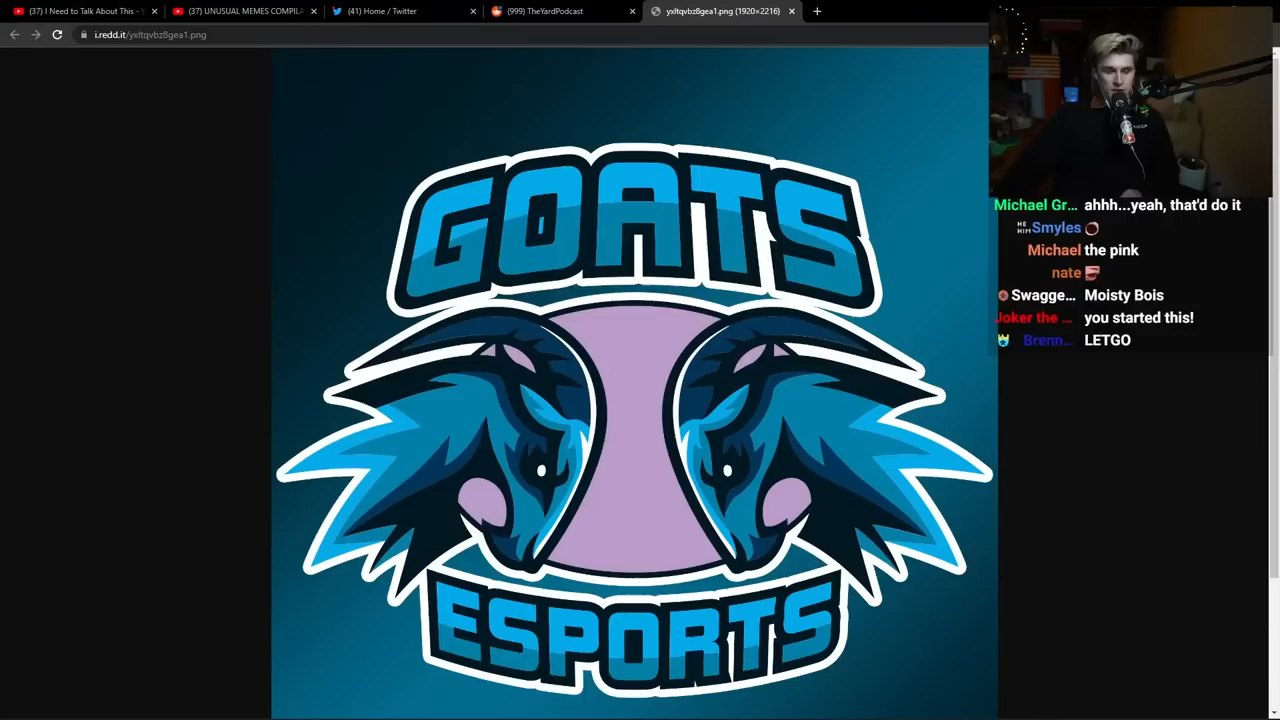 (37) I Need to Talk About This - Y
(37) UNUSUAL MEMES COMPILA
(41) Home / Twitter
(999) TheYardPodcast
yxltqvbz8gea1.png (1920×2216)
i.redd.it/yxltqvbz8gea1.png
GOATS
ESPORTS
Michael Gr... ahhh...yeah, that'd do it
HE HIM Smyles
Michael the pink
nate
Swagge... Moisty Bois
Joker the ... you started this!
Brenn... LETGO